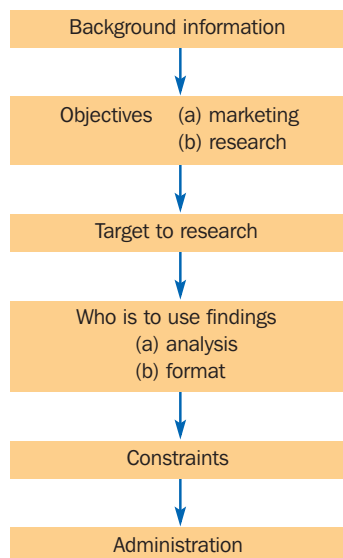 Background information
Objectives (a) marketing
(b) research
Target to research
Who is to use findings
(a) analysis
(b) format
Constraints
Administration